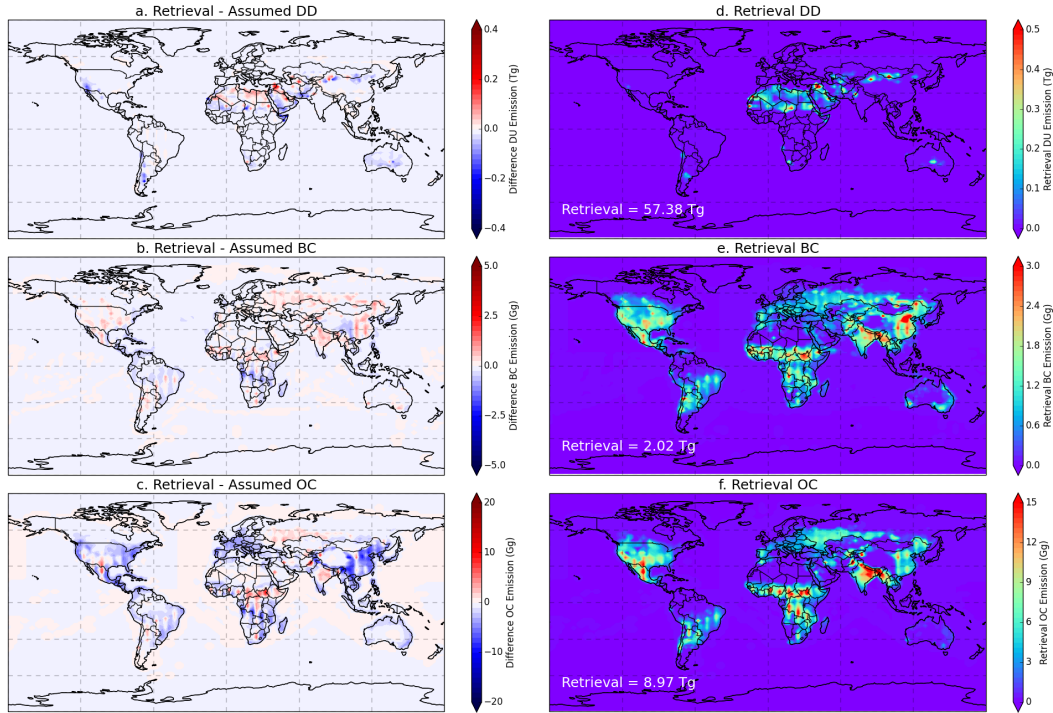 a. Retrieval - Assumed DD
0.4
0.2
0.0
−0.2
−0.4
Difference DU Emission (Tg)
d. Retrieval DD
Retrieval = 57.38 Tg
0.5
0.4
0.3
0.2
0.1
0.0
Retrieval DU Emission (Tg)
b. Retrieval - Assumed BC
5.0
2.5
0.0
−2.5
−5.0
Difference BC Emission (Gg)
e. Retrieval BC
Retrieval = 2.02 Tg
3.0
2.4
1.8
1.2
0.6
0.0
Retrieval BC Emission (Gg)
c. Retrieval - Assumed OC
20
10
0
−10
−20
Difference OC Emission (Gg)
f. Retrieval OC
Retrieval = 8.97 Tg
15
12
9
6
3
0
Retrieval OC Emission (Gg)